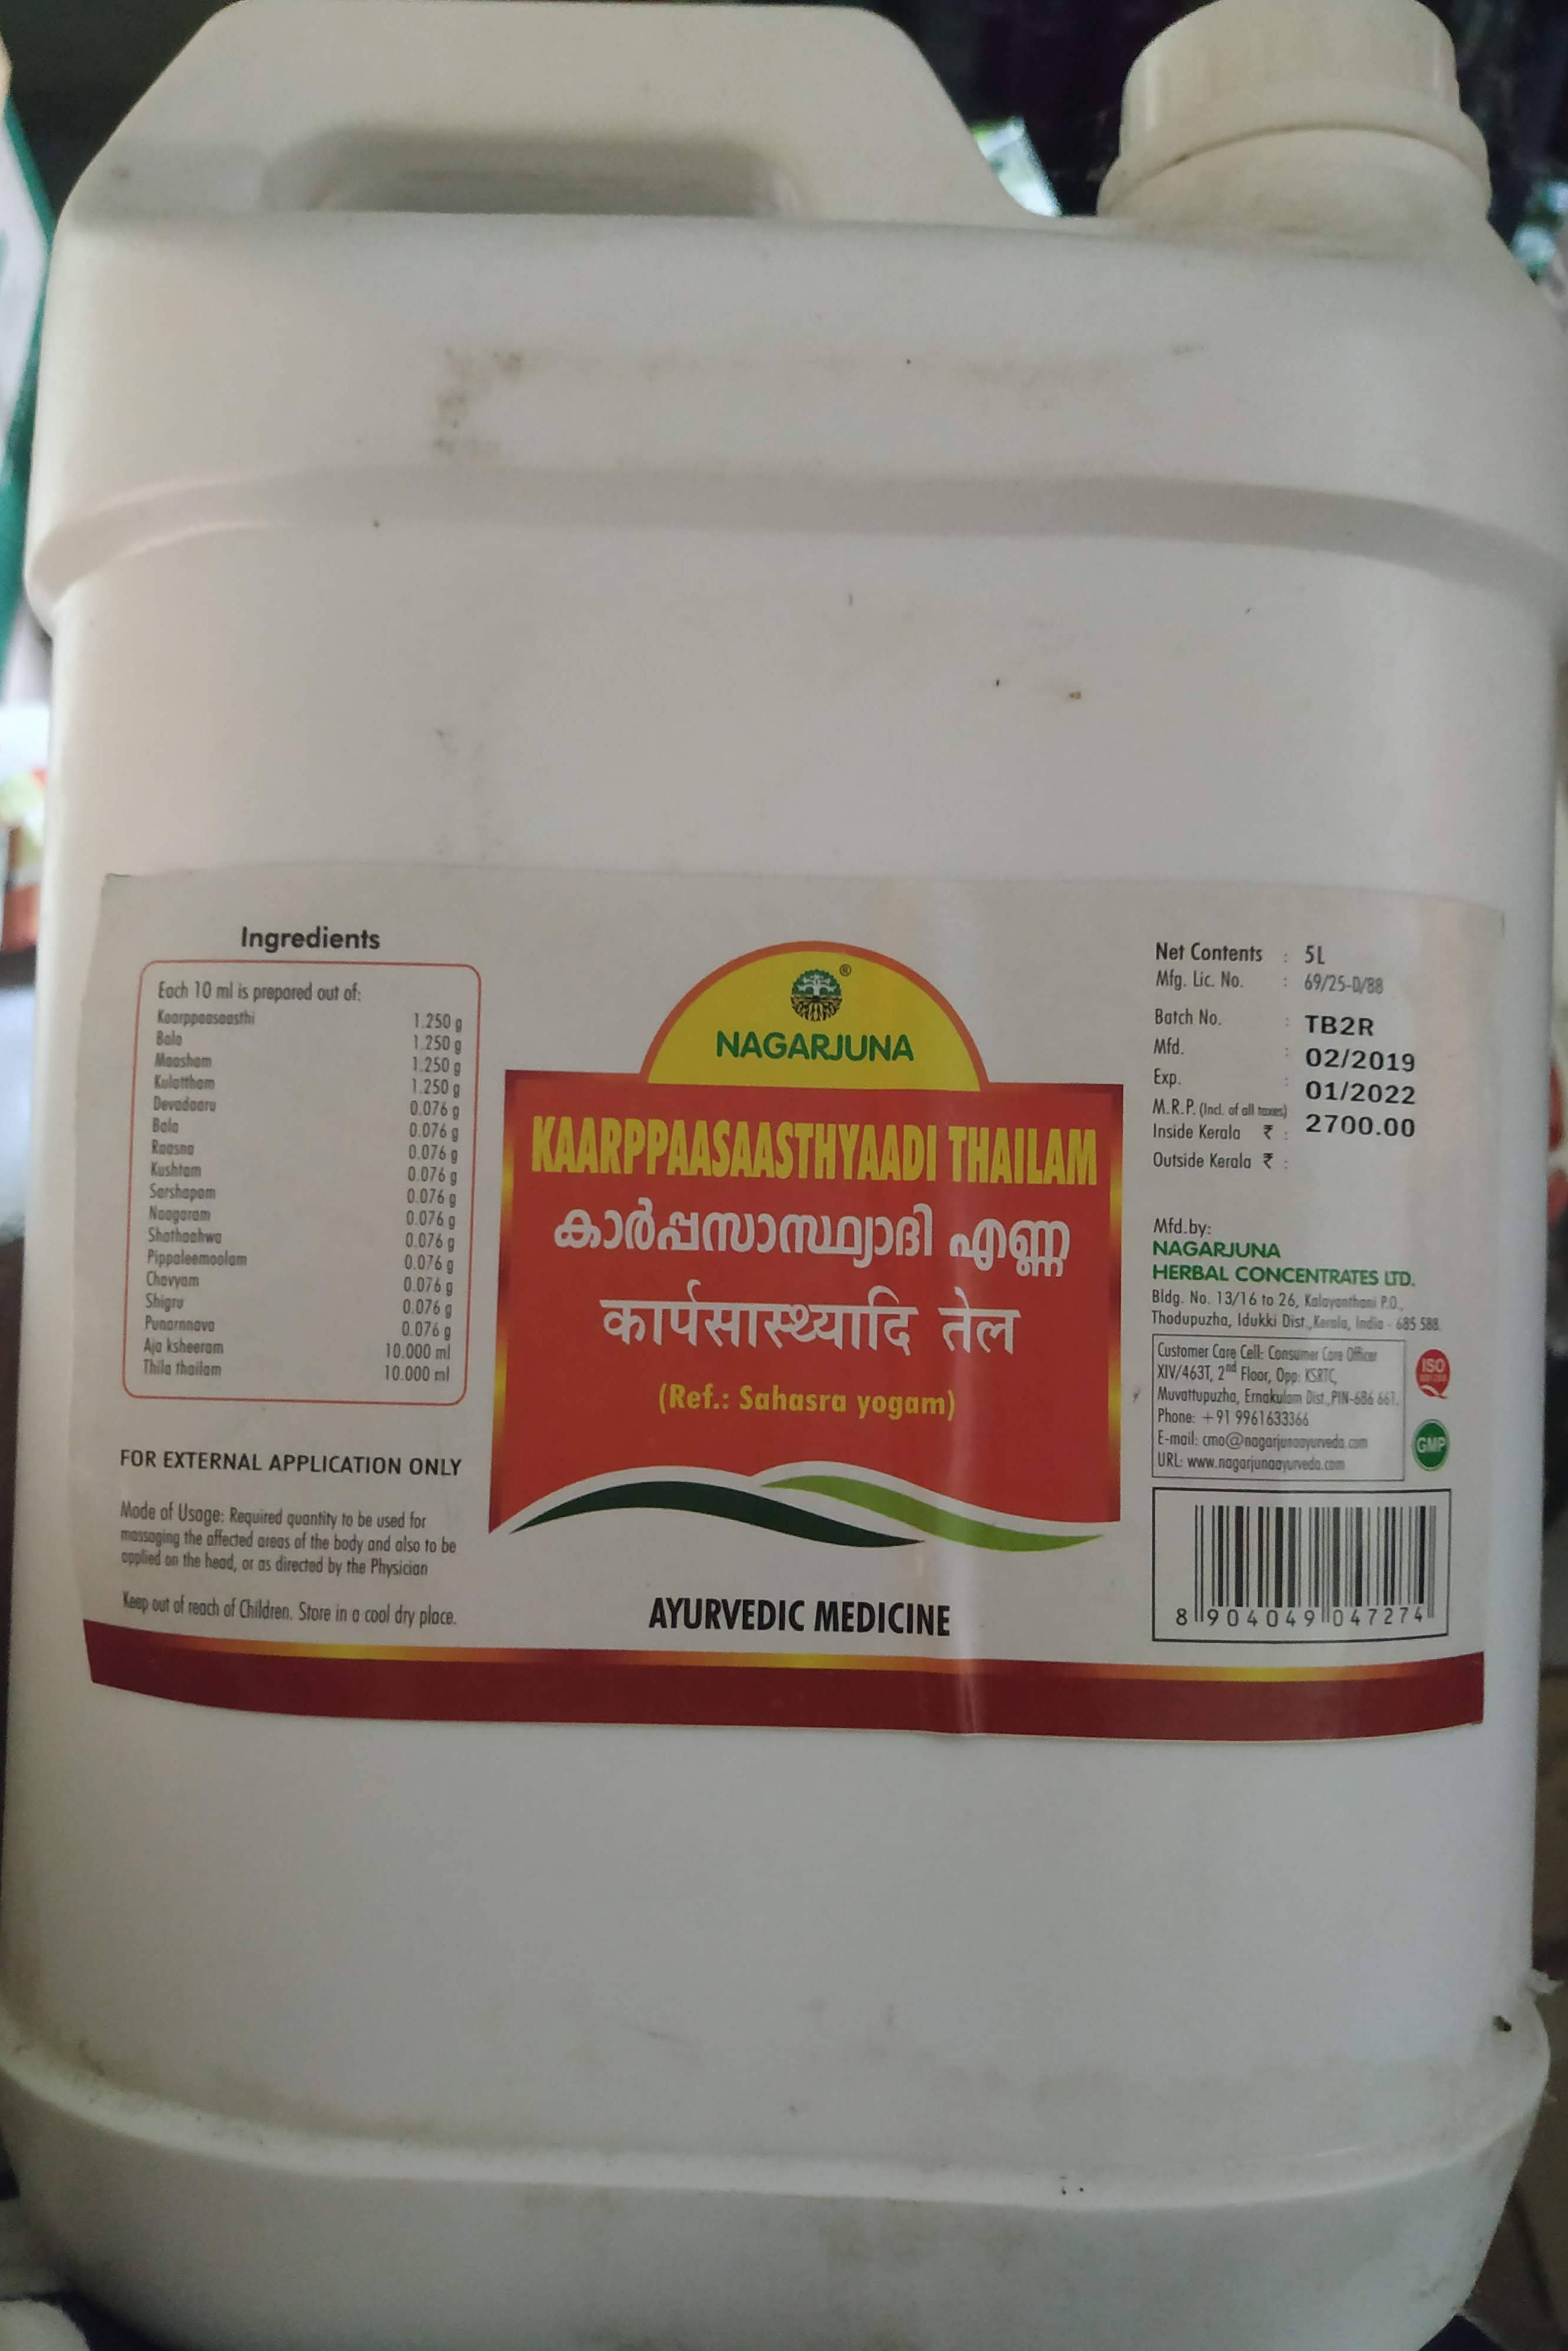 Ingredients
Each 10 ml is prepared out of:
Kaarppaasaasthi 1.250 g
Bala 1.250 g
Maasham 1.250 g
Kulattham 1.250 g
Devadaaru 0.076 g
Bala 0.076 g
Raasna 0.076 g
Kushtam 0.076 g
Sarshapam 0.076 g
Naagaram 0.076 g
Shathaahwa 0.076 g
Pippaleemoolam 0.076 g
Chavyam 0.076 g
Shigru 0.076 g
Punarnnava 0.076 g
Aja ksheeram 10.000 ml
Thila thailam 10.000 ml
FOR EXTERNAL APPLICATION ONLY
Mode of Usage: Required quantity to be used for
massaging the affected areas of the body and also to be
applied on the head, or as directed by the Physician
Keep out of reach of Children. Store in a cool dry place.
®
NAGARJUNA
KAARPPAASAASTHYAADI THAILAM
കാർപ്പസാസ്ഥ്യാദി എണ്ണ
कार्पसास्थ्यादि तेल
(Ref.: Sahasra yogam)
AYURVEDIC MEDICINE
Net Contents : 5L
Mfg. Lic. No. : 69/25-D/88
Batch No. : TB2R
Mfd. : 02/2019
Exp. : 01/2022
M.R.P. (Incl. of all taxes)
Inside Kerala ₹ : 2700.00
Outside Kerala ₹ :
Mfd.by:
NAGARJUNA
HERBAL CONCENTRATES LTD.
Bldg. No. 13/16 to 26, Kalayanthani P.O.,
Thodupuzha, Idukki Dist., Kerala, India - 685 588.
Customer Care Cell: Consumer Care Officer
XIV/463T, 2nd Floor, Opp: KSRTC,
Muvattupuzha, Ernakulam Dist., PIN-686 661.
Phone: +91 9961633366
E-mail: cmo@nagarjunaayurveda.com
URL: www.nagarjunaayurveda.com
ISO
GMP
8 904049 047274